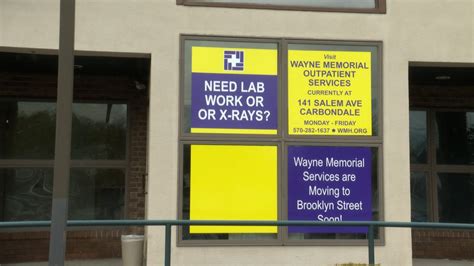 NEED LAB
WORK OR
OR X-RAYS?
Visit
WAYNE MEMORIAL
OUTPATIENT
SERVICES
CURRENTLY AT
141 SALEM AVE
CARBONDALE
MONDAY - FRIDAY
570-282-1637 • WMH.ORG
Wayne Memorial
Services are
Moving to
Brooklyn Street
Soon!